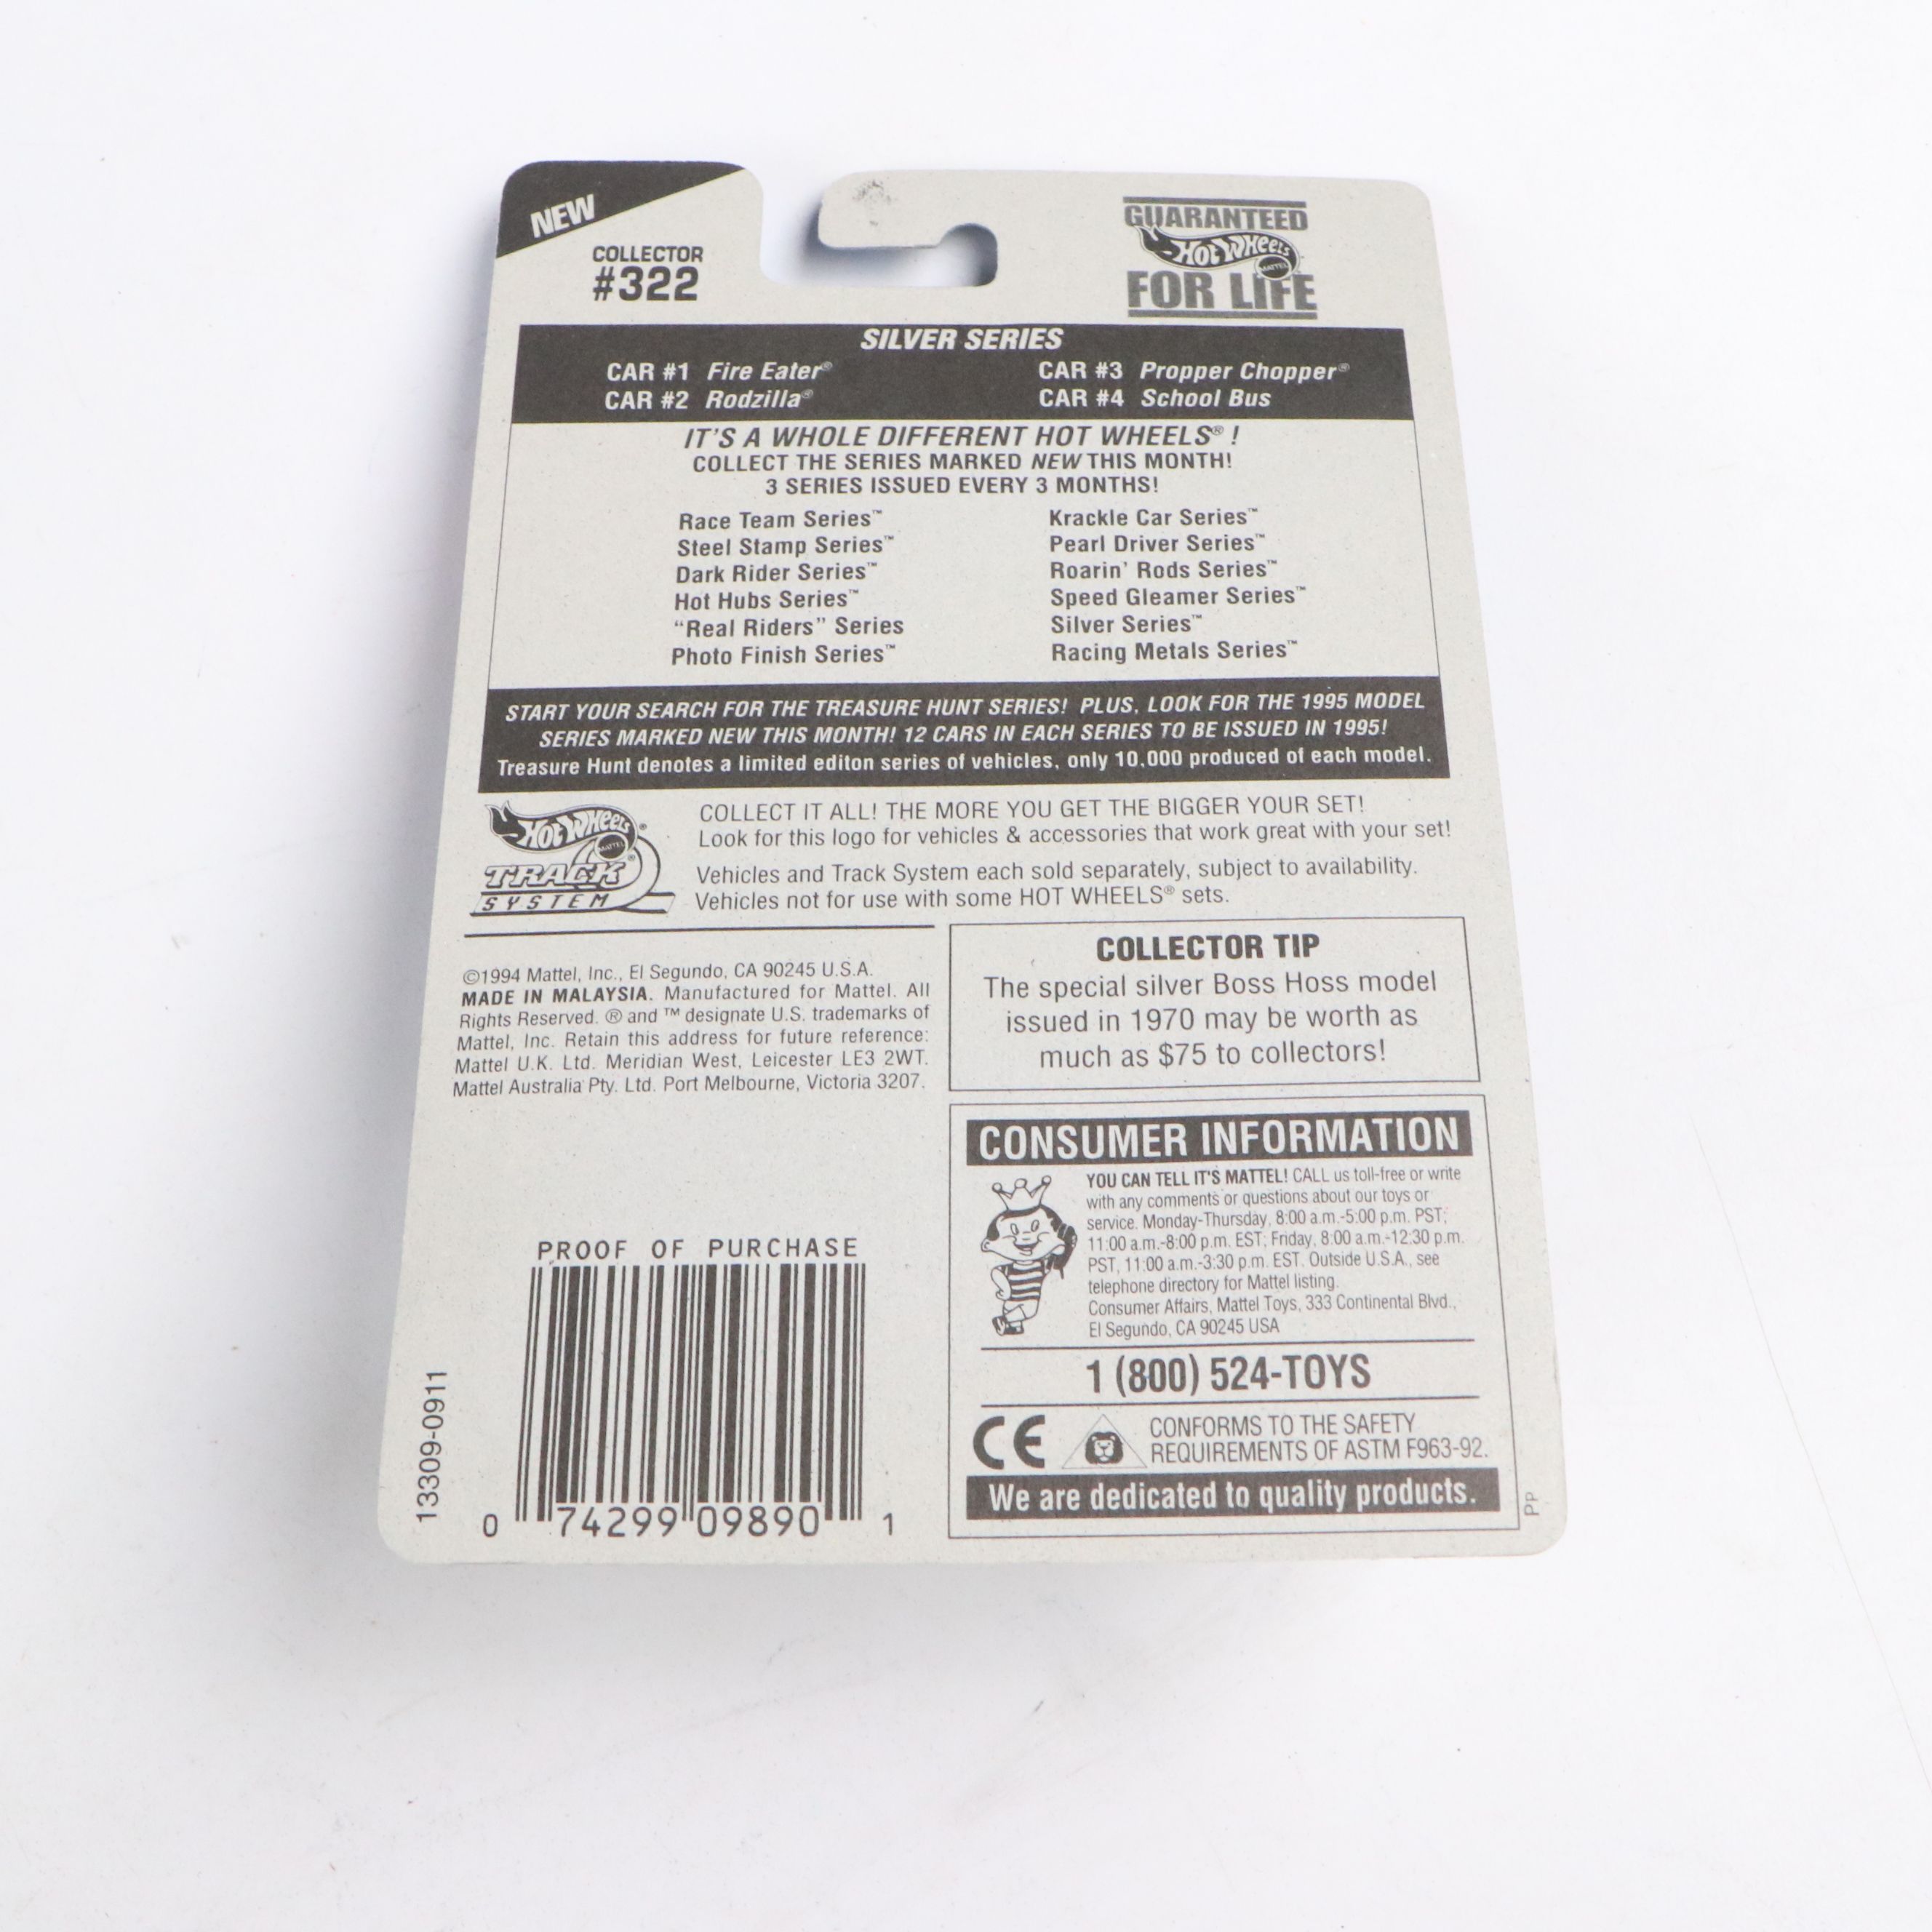 NEW
COLLECTOR
#322
GUARANTEED
HOT WHEELS
MATTEL
FOR LIFE
SILVER SERIES
CAR #1 Fire Eater®
CAR #2 Rodzilla®
CAR #3 Propper Chopper®
CAR #4 School Bus
IT'S A WHOLE DIFFERENT HOT WHEELS® !
COLLECT THE SERIES MARKED NEW THIS MONTH!
3 SERIES ISSUED EVERY 3 MONTHS!
Race Team Series™
Steel Stamp Series™
Dark Rider Series™
Hot Hubs Series™
“Real Riders” Series
Photo Finish Series™
Krackle Car Series™
Pearl Driver Series™
Roarin' Rods Series™
Speed Gleamer Series™
Silver Series™
Racing Metals Series™
START YOUR SEARCH FOR THE TREASURE HUNT SERIES! PLUS, LOOK FOR THE 1995 MODEL
SERIES MARKED NEW THIS MONTH! 12 CARS IN EACH SERIES TO BE ISSUED IN 1995!
Treasure Hunt denotes a limited editon series of vehicles, only 10,000 produced of each model.
HOT WHEELS®
MATTEL
TRACK®
SYSTEM
COLLECT IT ALL! THE MORE YOU GET THE BIGGER YOUR SET!
Look for this logo for vehicles & accessories that work great with your set!
Vehicles and Track System each sold separately, subject to availability.
Vehicles not for use with some HOT WHEELS® sets.
©1994 Mattel, Inc., El Segundo, CA 90245 U.S.A.
MADE IN MALAYSIA. Manufactured for Mattel. All
Rights Reserved. ® and ™ designate U.S. trademarks of
Mattel, Inc. Retain this address for future reference:
Mattel U.K. Ltd. Meridian West, Leicester LE3 2WT.
Mattel Australia Pty. Ltd. Port Melbourne, Victoria 3207.
COLLECTOR TIP
The special silver Boss Hoss model
issued in 1970 may be worth as
much as $75 to collectors!
CONSUMER INFORMATION
YOU CAN TELL IT'S MATTEL! CALL us toll-free or write
with any comments or questions about our toys or
service. Monday-Thursday, 8:00 a.m.-5:00 p.m. PST;
11:00 a.m.-8:00 p.m. EST; Friday, 8:00 a.m.-12:30 p.m.
PST, 11:00 a.m.-3:30 p.m. EST. Outside U.S.A., see
telephone directory for Mattel listing.
Consumer Affairs, Mattel Toys, 333 Continental Blvd.,
El Segundo, CA 90245 USA
1 (800) 524-TOYS
CE
CONFORMS TO THE SAFETY
REQUIREMENTS OF ASTM F963-92.
We are dedicated to quality products.
PP
PROOF OF PURCHASE
0 74299 09890 1
13309-0911